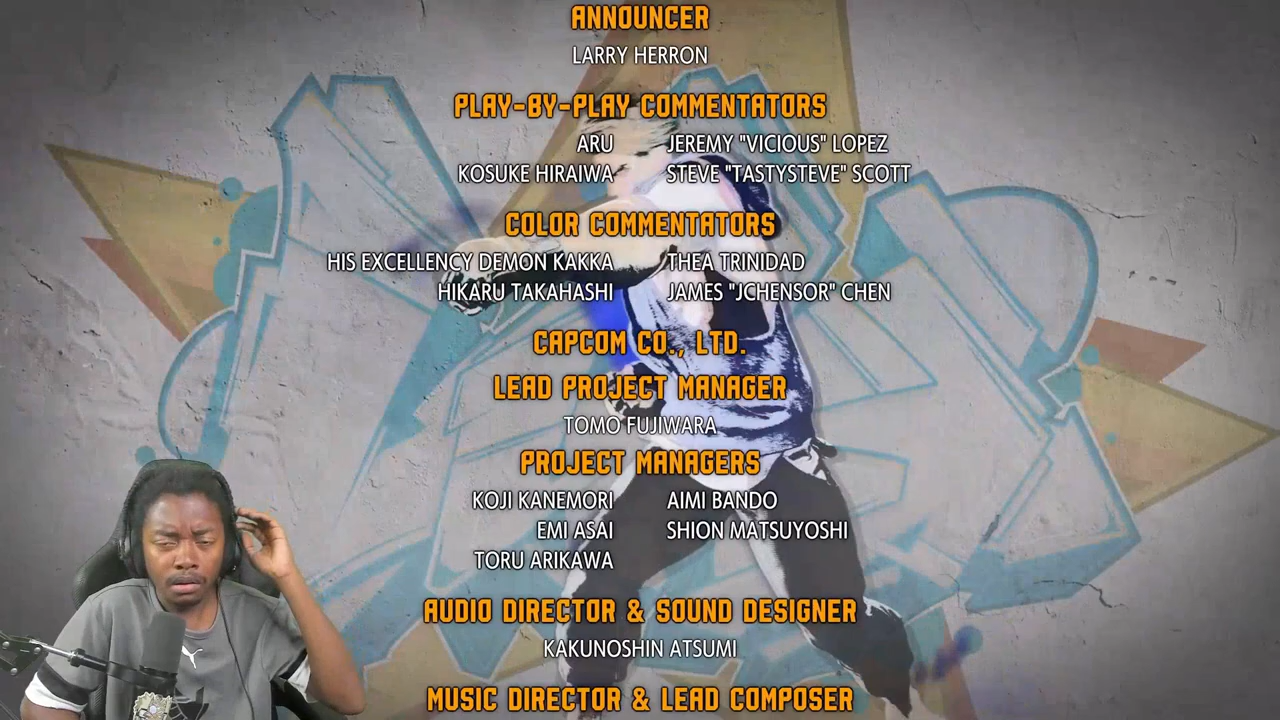 ANNOUNCER
LARRY HERRON
PLAY-BY-PLAY COMMENTATORS
ARU JEREMY "VICIOUS" LOPEZ
KOSUKE HIRAIWA STEVE "TASTYSTEVE" SCOTT
COLOR COMMENTATORS
HIS EXCELLENCY DEMON KAKKA THEA TRINIDAD
HIKARU TAKAHASHI JAMES "JCHENSOR" CHEN
CAPCOM CO., LTD.
LEAD PROJECT MANAGER
TOMO FUJIWARA
PROJECT MANAGERS
KOJI KANEMORI AIMI BANDO
EMI ASAI SHION MATSUYOSHI
TORU ARIKAWA
AUDIO DIRECTOR & SOUND DESIGNER
KAKUNOSHIN ATSUMI
MUSIC DIRECTOR & LEAD COMPOSER